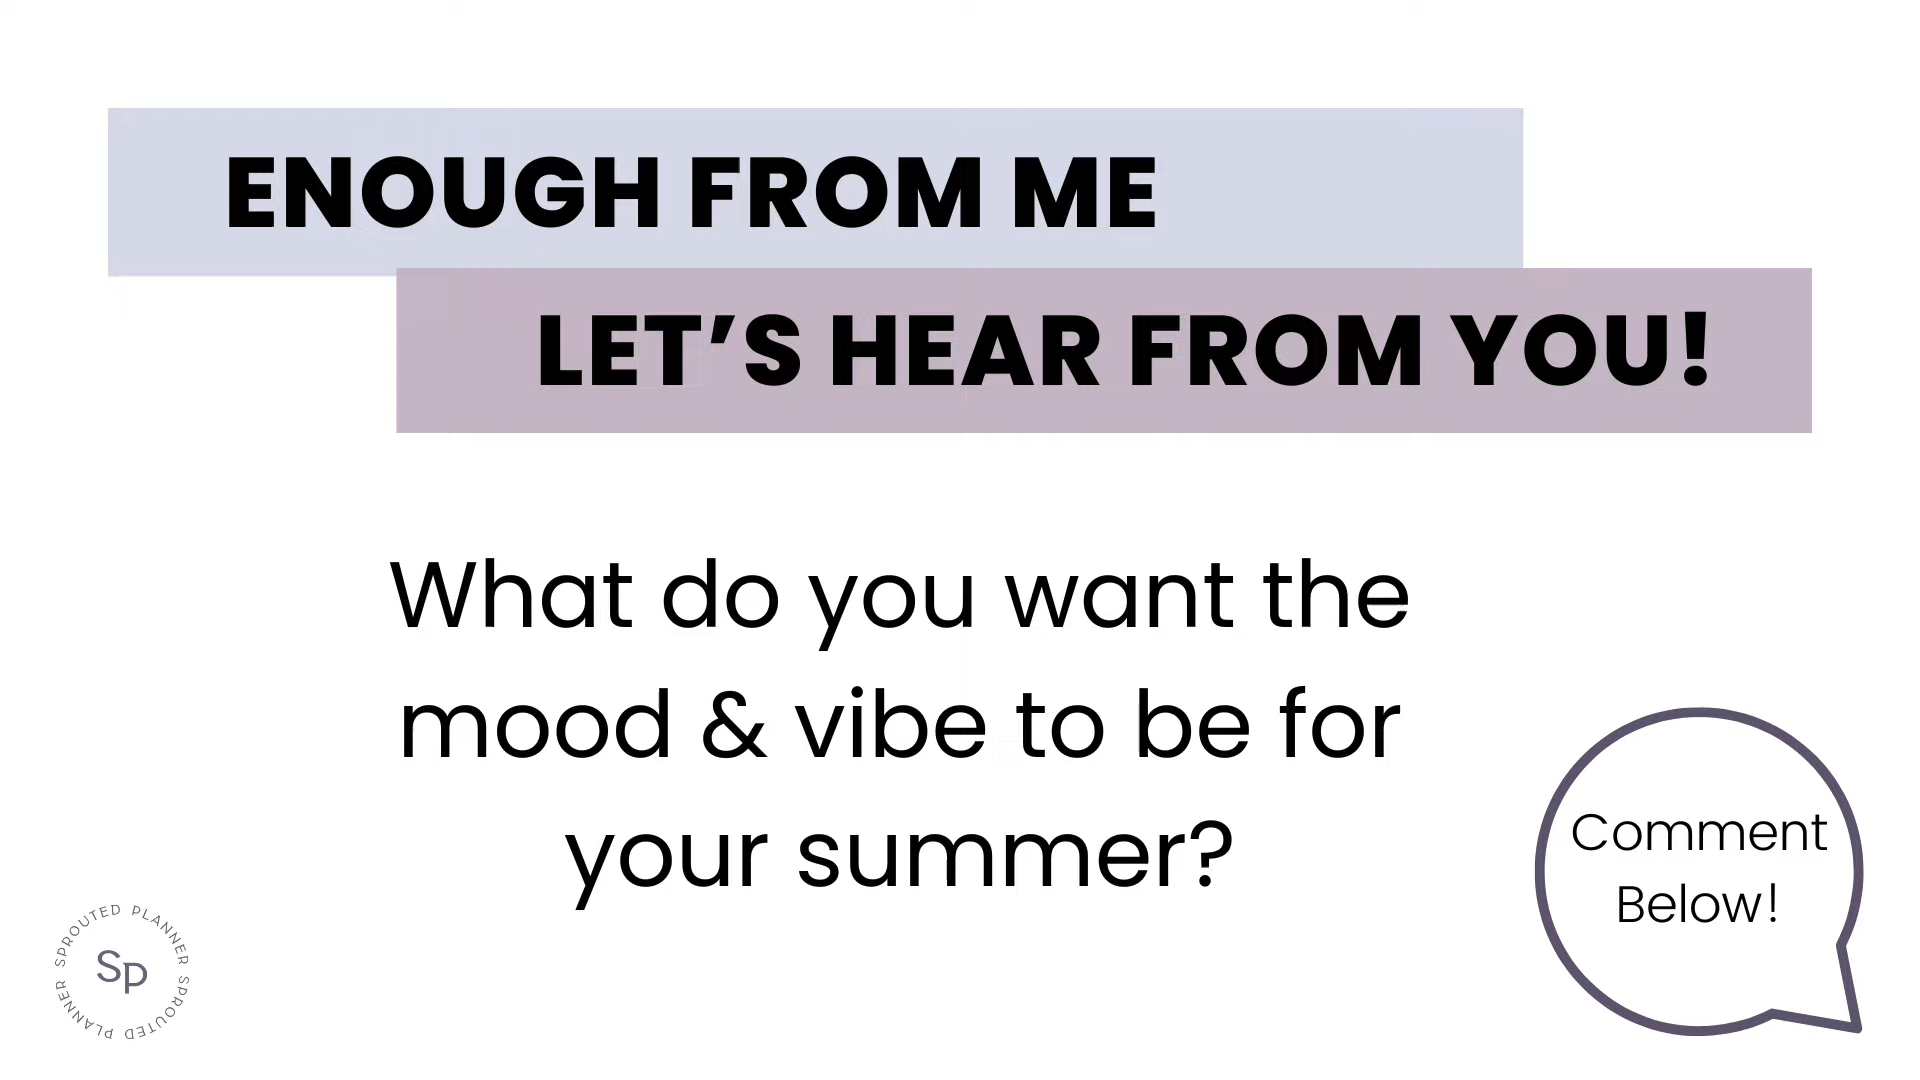 ENOUGH FROM ME
LET’S HEAR FROM YOU!
What do you want the
mood & vibe to be for
your summer?
Comment
Below!
SPROUTED PLANNER SPROUTED PLANNER
Sp